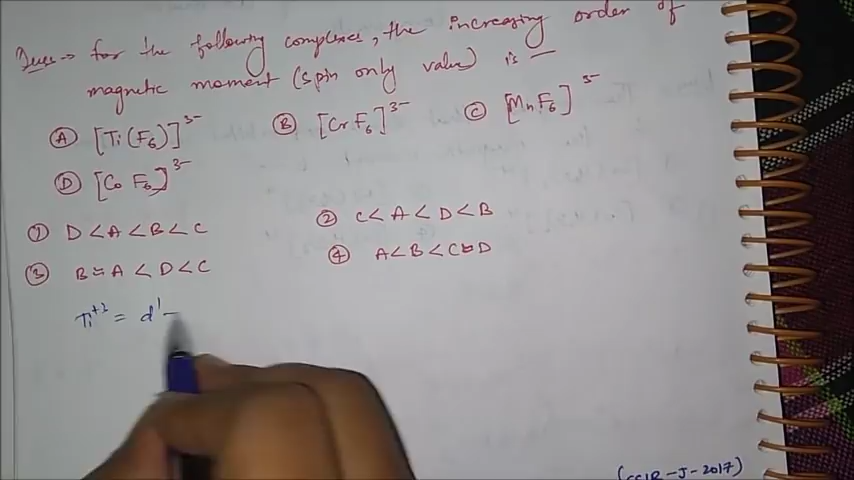 Ques → for the following complexes, the increasing order of
magnetic moment (spin only value) is —
Ⓐ [Ti(F₆)]³⁻ Ⓑ [CrF₆]³⁻ Ⓒ [MnF₆]³⁻
Ⓓ [CoF₆]³⁻
① D < A < B < C ② C < A < D < B
③ B ≈ A < D < C ④ A < B < C ≈ D
Ti⁺³ = d¹ –
(CSIR-J-2017)